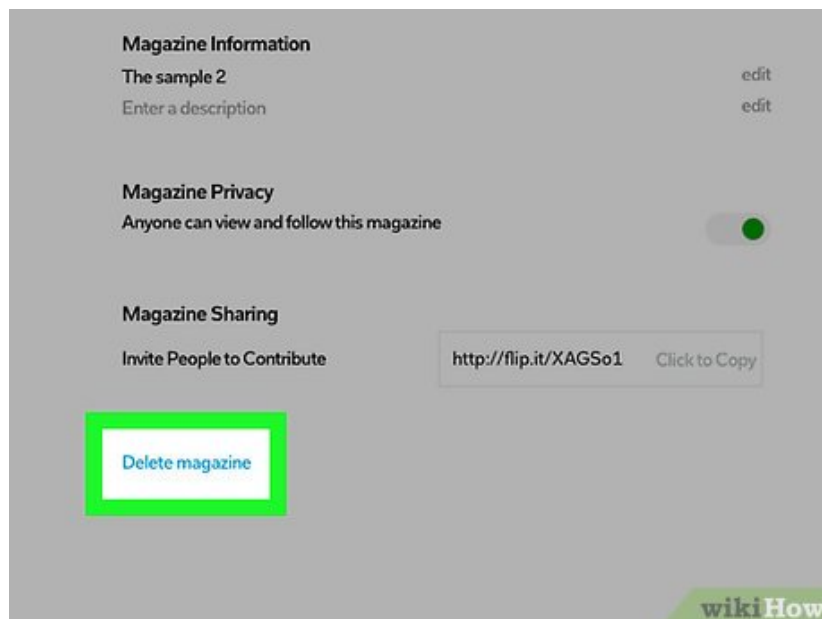 Magazine Information
The sample 2 edit
Enter a description edit
Magazine Privacy
Anyone can view and follow this magazine
Magazine Sharing
Invite People to Contribute http://flip.it/XAGSo1 Click to Copy
Delete magazine
wikiHow